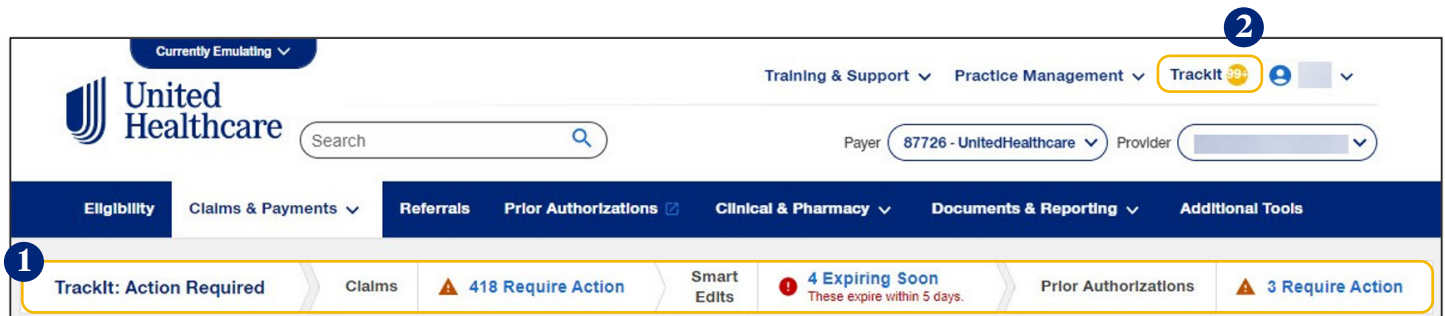 2
Currently Emulating
Training & Support Practice Management TrackIt 99+
United
Healthcare
Search
Payer 87726 - UnitedHealthcare Provider
Eligibility Claims & Payments Referrals Prior Authorizations Clinical & Pharmacy Documents & Reporting Additional Tools
1
TrackIt: Action Required Claims 418 Require Action Smart Edits 4 Expiring Soon Prior Authorizations 3 Require Action
These expire within 5 days.